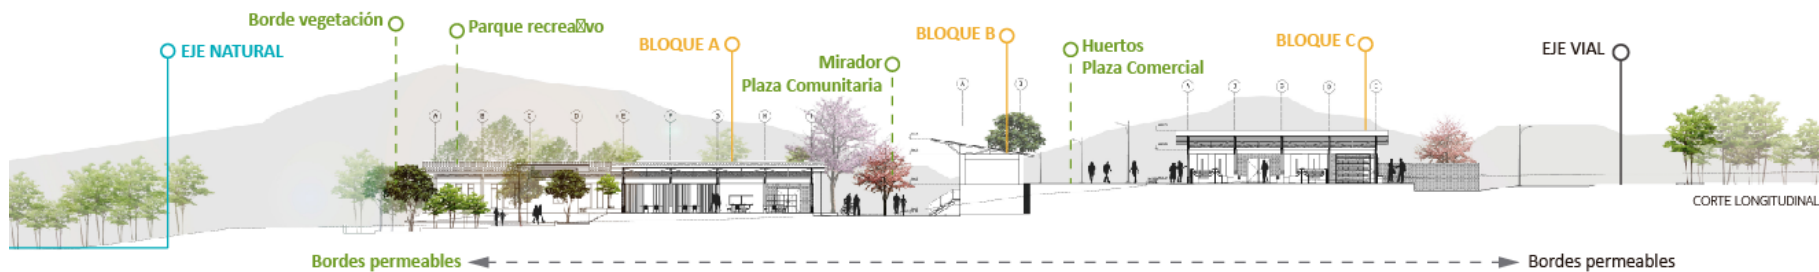 Borde vegetación
Parque recrea☒vo
EJE NATURAL
BLOQUE A
Mirador
Plaza Comunitaria
BLOQUE B
Huertos
Plaza Comercial
BLOQUE C
EJE VIAL
A B C D E F G H I
A
CORTE LONGITUDINAL
Bordes permeables
Bordes permeables